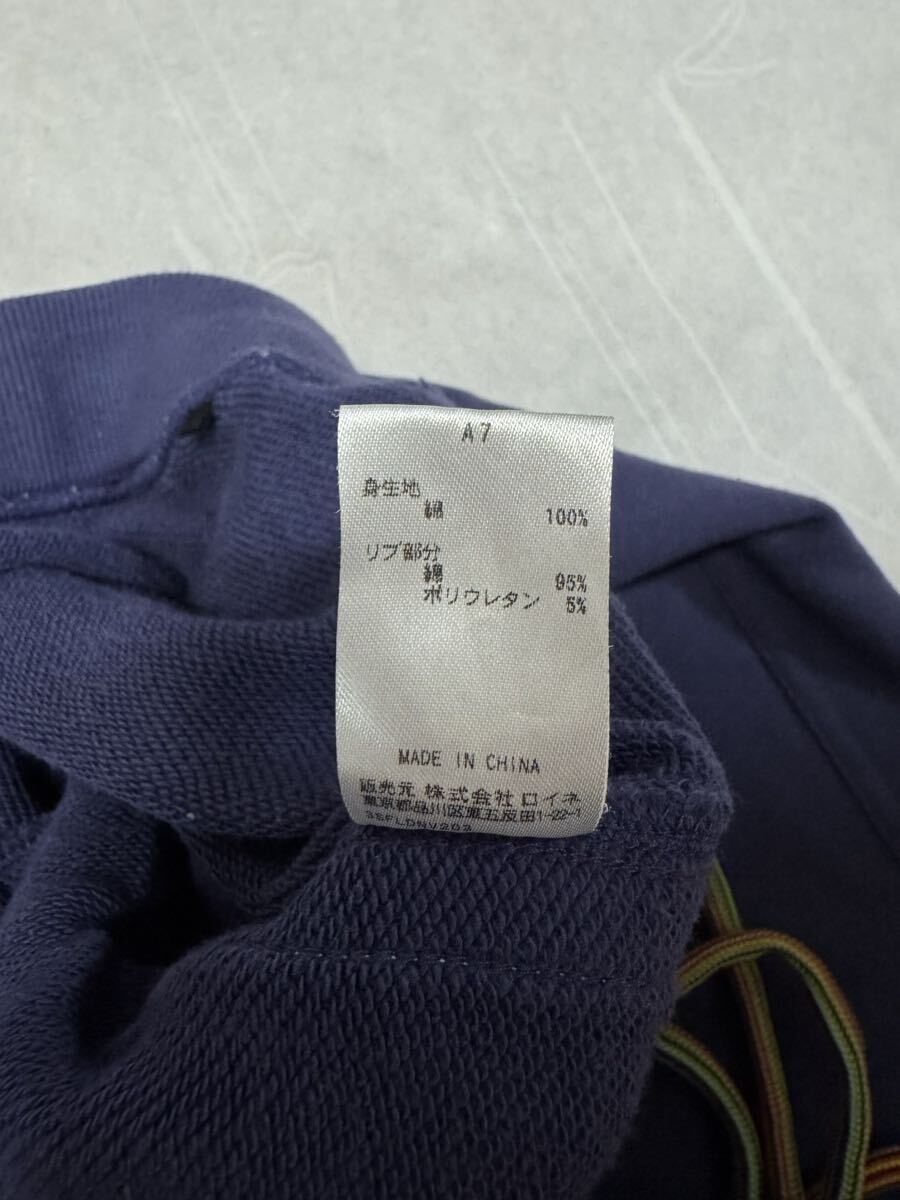 A7
身生地
綿 100%
リブ部分
綿 95%
ポリウレタン 5%
MADE IN CHINA
販売元 株式会社ロイネ
東京都品川区東五反田1-22-1